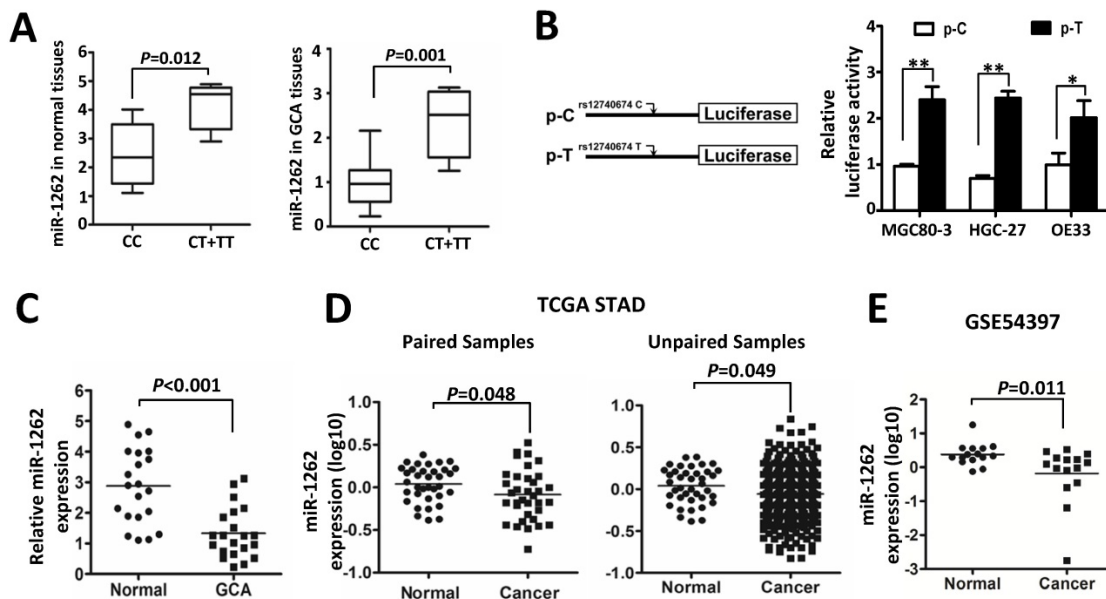 A
P=0.012
miR-1262 in normal tissues
6
5
4
3
2
1
0
CC
CT+TT
P=0.001
miR-1262 in GCA tissues
4
3
2
1
0
CC
CT+TT
B
rs12740674 C
p-C
Luciferase
rs12740674 T
p-T
Luciferase
p-C
p-T
Relative
luciferase activity
4
3
2
1
0
**
**
*
MGC80-3
HGC-27
OE33
C
P<0.001
Relative miR-1262
expression
6
5
4
3
2
1
0
Normal
GCA
D
TCGA STAD
Paired Samples
P=0.048
miR-1262
expression (log10)
1.0
0.5
0.0
-0.5
-1.0
Normal
Cancer
Unpaired Samples
P=0.049
1.0
0.5
0.0
-0.5
-1.0
Normal
Cancer
E
GSE54397
P=0.011
miR-1262
expression (log10)
2
1
0
-1
-2
-3
Normal
Cancer